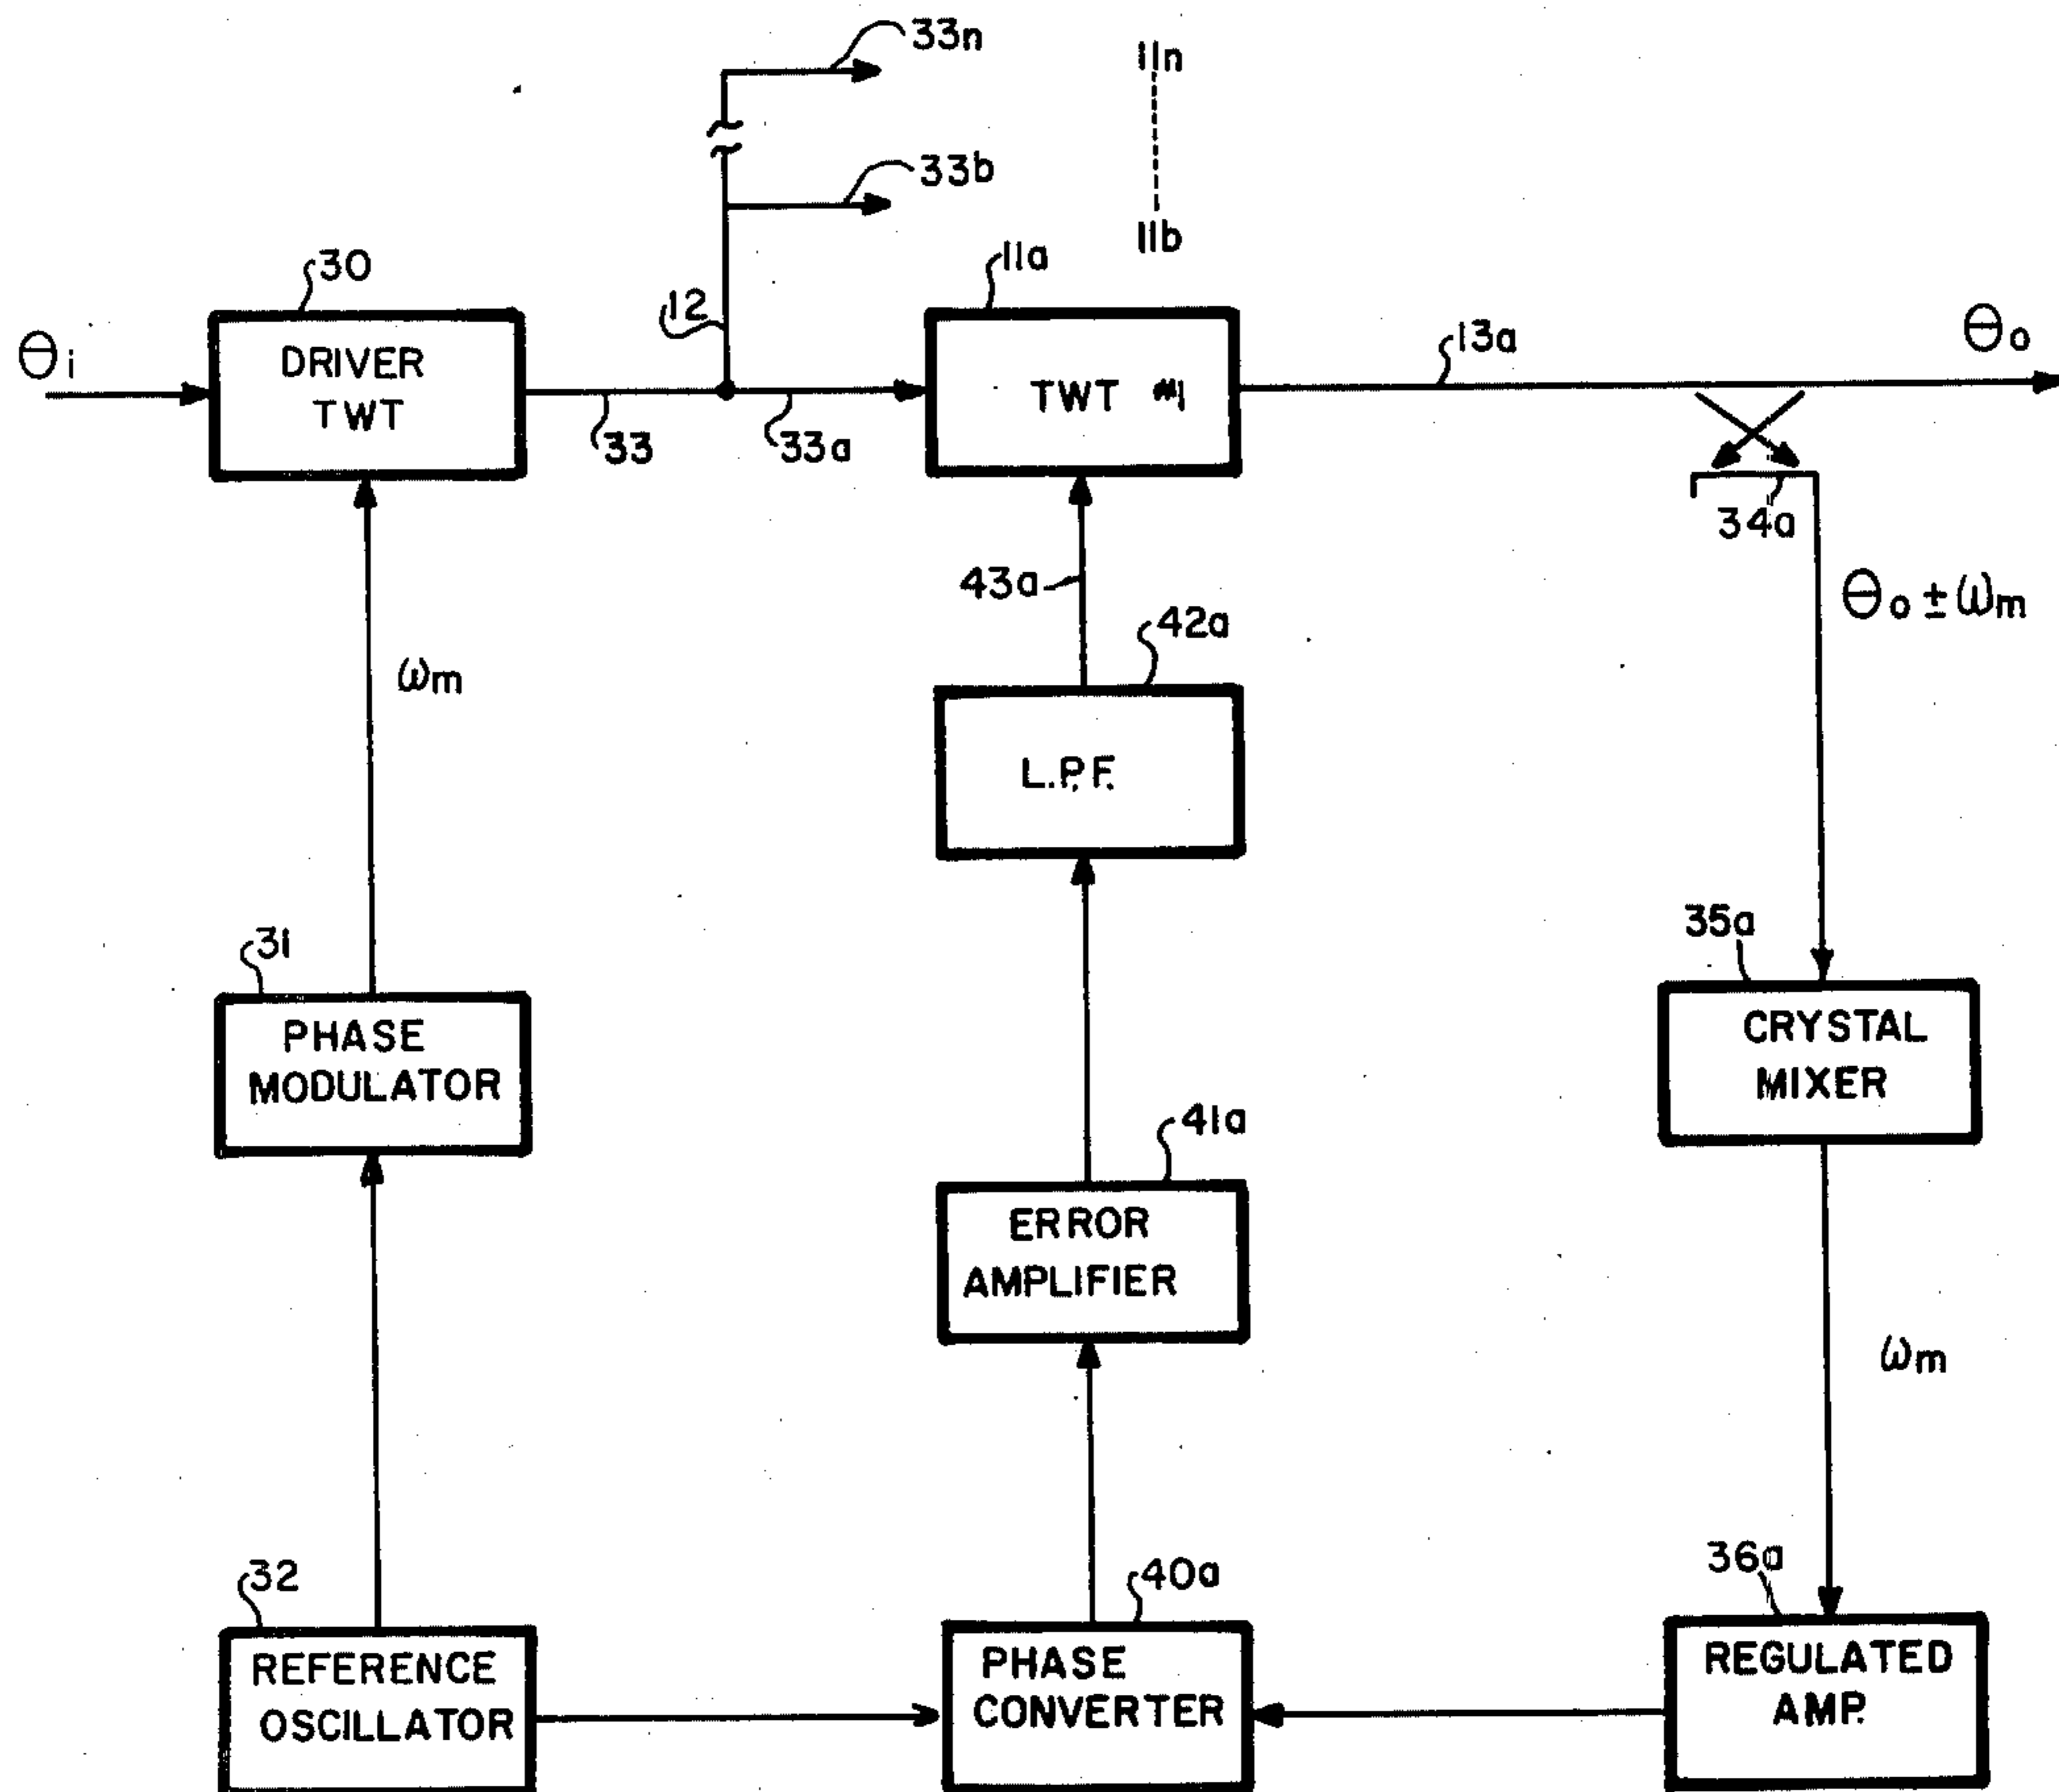 33n
11n
33b
11b
30
12
11a
13a
Θi
DRIVER
TWT
33
33a
TWT #1
Θo
34a
43a
Θo ± ωm
42a
ωm
L.P.F.
35a
31
CRYSTAL
MIXER
PHASE
MODULATOR
41a
ERROR
AMPLIFIER
ωm
32
40a
36a
REFERENCE
OSCILLATOR
PHASE
CONVERTER
REGULATED
AMP.